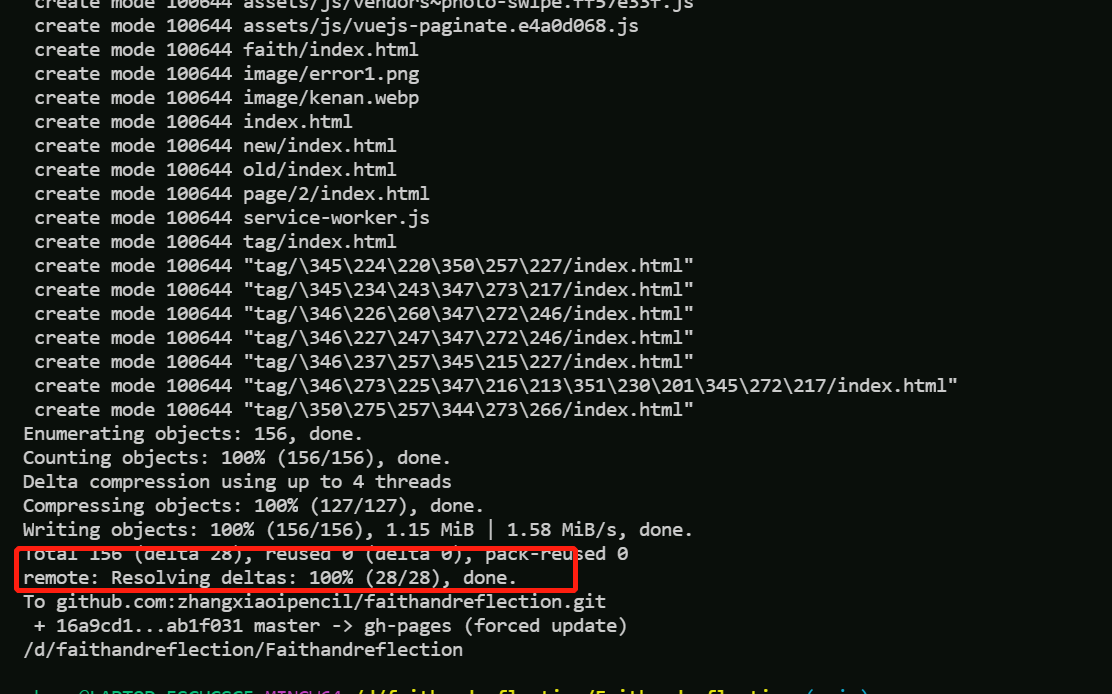 create mode 100644 assets/js/vendors~photo-swipe.ff57e33f.js
create mode 100644 assets/js/vuejs-paginate.e4a0d068.js
create mode 100644 faith/index.html
create mode 100644 image/error1.png
create mode 100644 image/kenan.webp
create mode 100644 index.html
create mode 100644 new/index.html
create mode 100644 old/index.html
create mode 100644 page/2/index.html
create mode 100644 service-worker.js
create mode 100644 tag/index.html
create mode 100644 "tag/\345\224\220\350\257\227/index.html"
create mode 100644 "tag/\345\234\243\347\273\217/index.html"
create mode 100644 "tag/\346\226\260\347\272\246/index.html"
create mode 100644 "tag/\346\227\247\347\272\246/index.html"
create mode 100644 "tag/\346\237\257\345\215\227/index.html"
create mode 100644 "tag/\346\273\225\347\216\213\351\230\201\345\272\217/index.html"
create mode 100644 "tag/\350\275\257\344\273\266/index.html"
Enumerating objects: 156, done.
Counting objects: 100% (156/156), done.
Delta compression using up to 4 threads
Compressing objects: 100% (127/127), done.
Writing objects: 100% (156/156), 1.15 MiB | 1.58 MiB/s, done.
Total 156 (delta 28), reused 0 (delta 0), pack-reused 0
remote: Resolving deltas: 100% (28/28), done.
To github.com:zhangxiaoipencil/faithandreflection.git
+ 16a9cd1...ab1f031 master -> gh-pages (forced update)
/d/faithandreflection/Faithandreflection